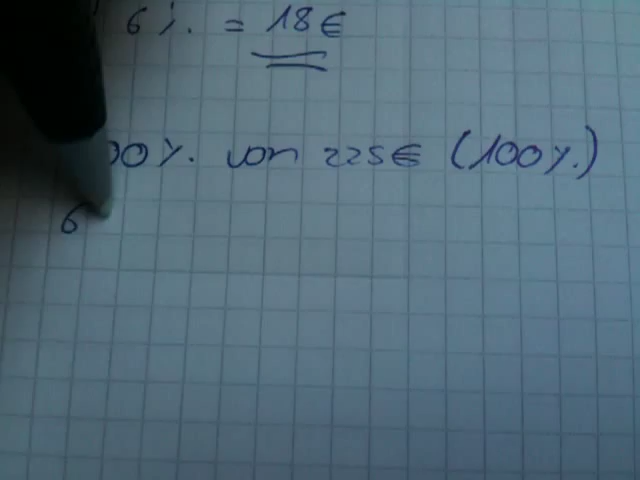 6%. = 18€
00%. von 225€ (100%.)
6